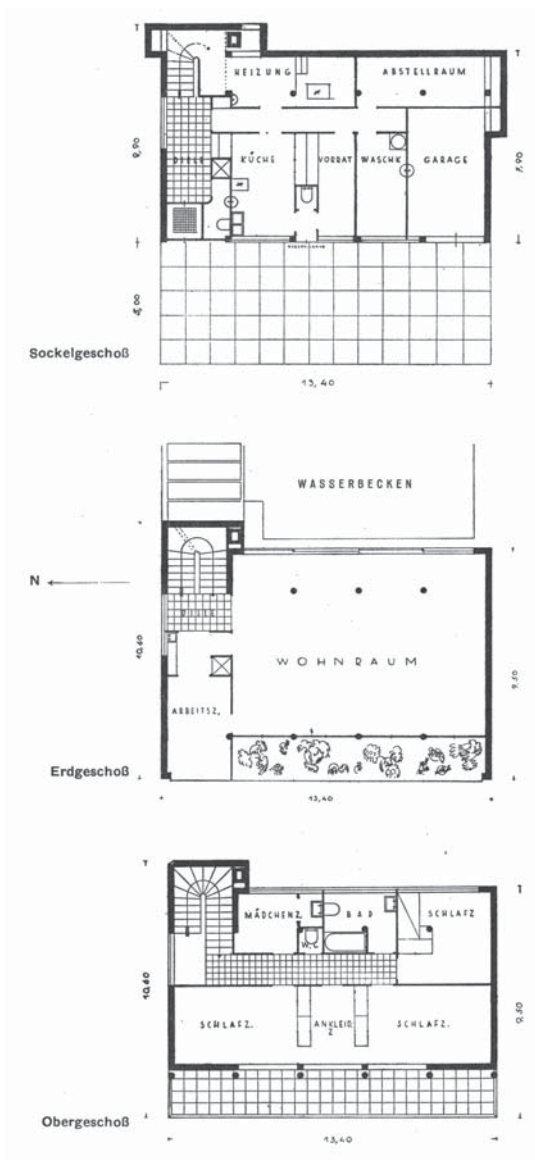 HEIZUNG
ABSTELLRAUM
8,90
7,90
DIELE
KÜCHE
VORRAT
WASCHK
GARAGE
5,00
Sockelgeschoß
13,40
WASSERBECKEN
N
DIELE
10,60
WOHNRAUM
9,50
ARBEITSZ.
Erdgeschoß
13,40
MÄDCHENZ.
BAD
SCHLAFZ
W.C
10,60
9,50
SCHLAFZ.
ANKLEID
Z
SCHLAFZ.
Obergeschoß
13,40